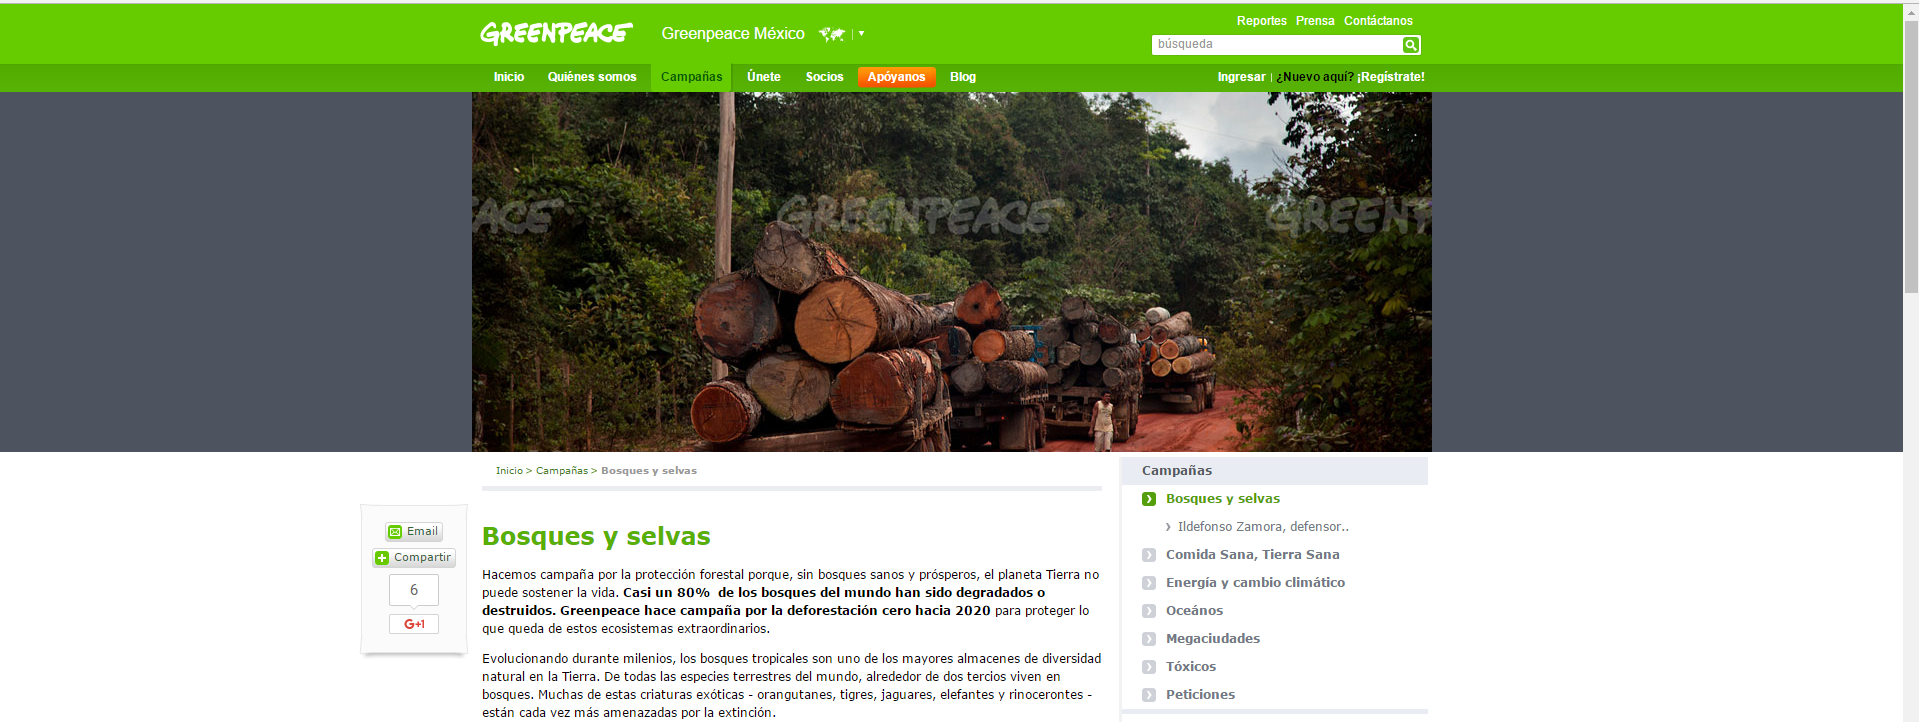 GREENPEACE
Greenpeace México
Reportes Prensa Contáctanos
búsqueda
Inicio Quiénes somos Campañas Únete Socios Apóyanos Blog
Ingresar | ¿Nuevo aquí? ¡Regístrate!
ACE GREENPEACE GREENP
Inicio > Campañas > Bosques y selvas
Email
Compartir
6
G+1
Bosques y selvas
Hacemos campaña por la protección forestal porque, sin bosques sanos y prósperos, el planeta Tierra no
puede sostener la vida. Casi un 80%  de los bosques del mundo han sido degradados o
destruidos. Greenpeace hace campaña por la deforestación cero hacia 2020 para proteger lo
que queda de estos ecosistemas extraordinarios.
Evolucionando durante milenios, los bosques tropicales son uno de los mayores almacenes de diversidad
natural en la Tierra. De todas las especies terrestres del mundo, alrededor de dos tercios viven en
bosques. Muchas de estas criaturas exóticas - orangutanes, tigres, jaguares, elefantes y rinocerontes -
están cada vez más amenazadas por la extinción.
Campañas
Bosques y selvas
Ildefonso Zamora, defensor..
Comida Sana, Tierra Sana
Energía y cambio climático
Oceános
Megaciudades
Tóxicos
Peticiones